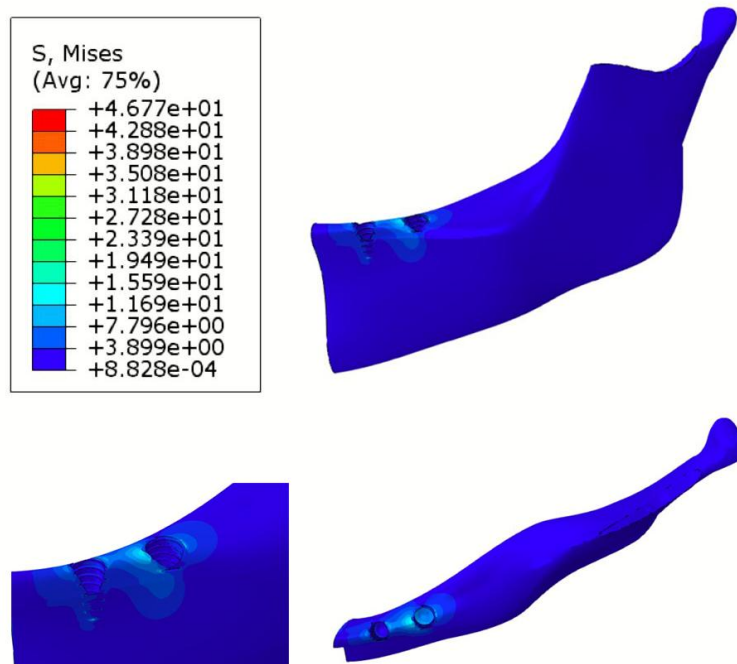 S, Mises
(Avg: 75%)
+4.677e+01
+4.288e+01
+3.898e+01
+3.508e+01
+3.118e+01
+2.728e+01
+2.339e+01
+1.949e+01
+1.559e+01
+1.169e+01
+7.796e+00
+3.899e+00
+8.828e-04